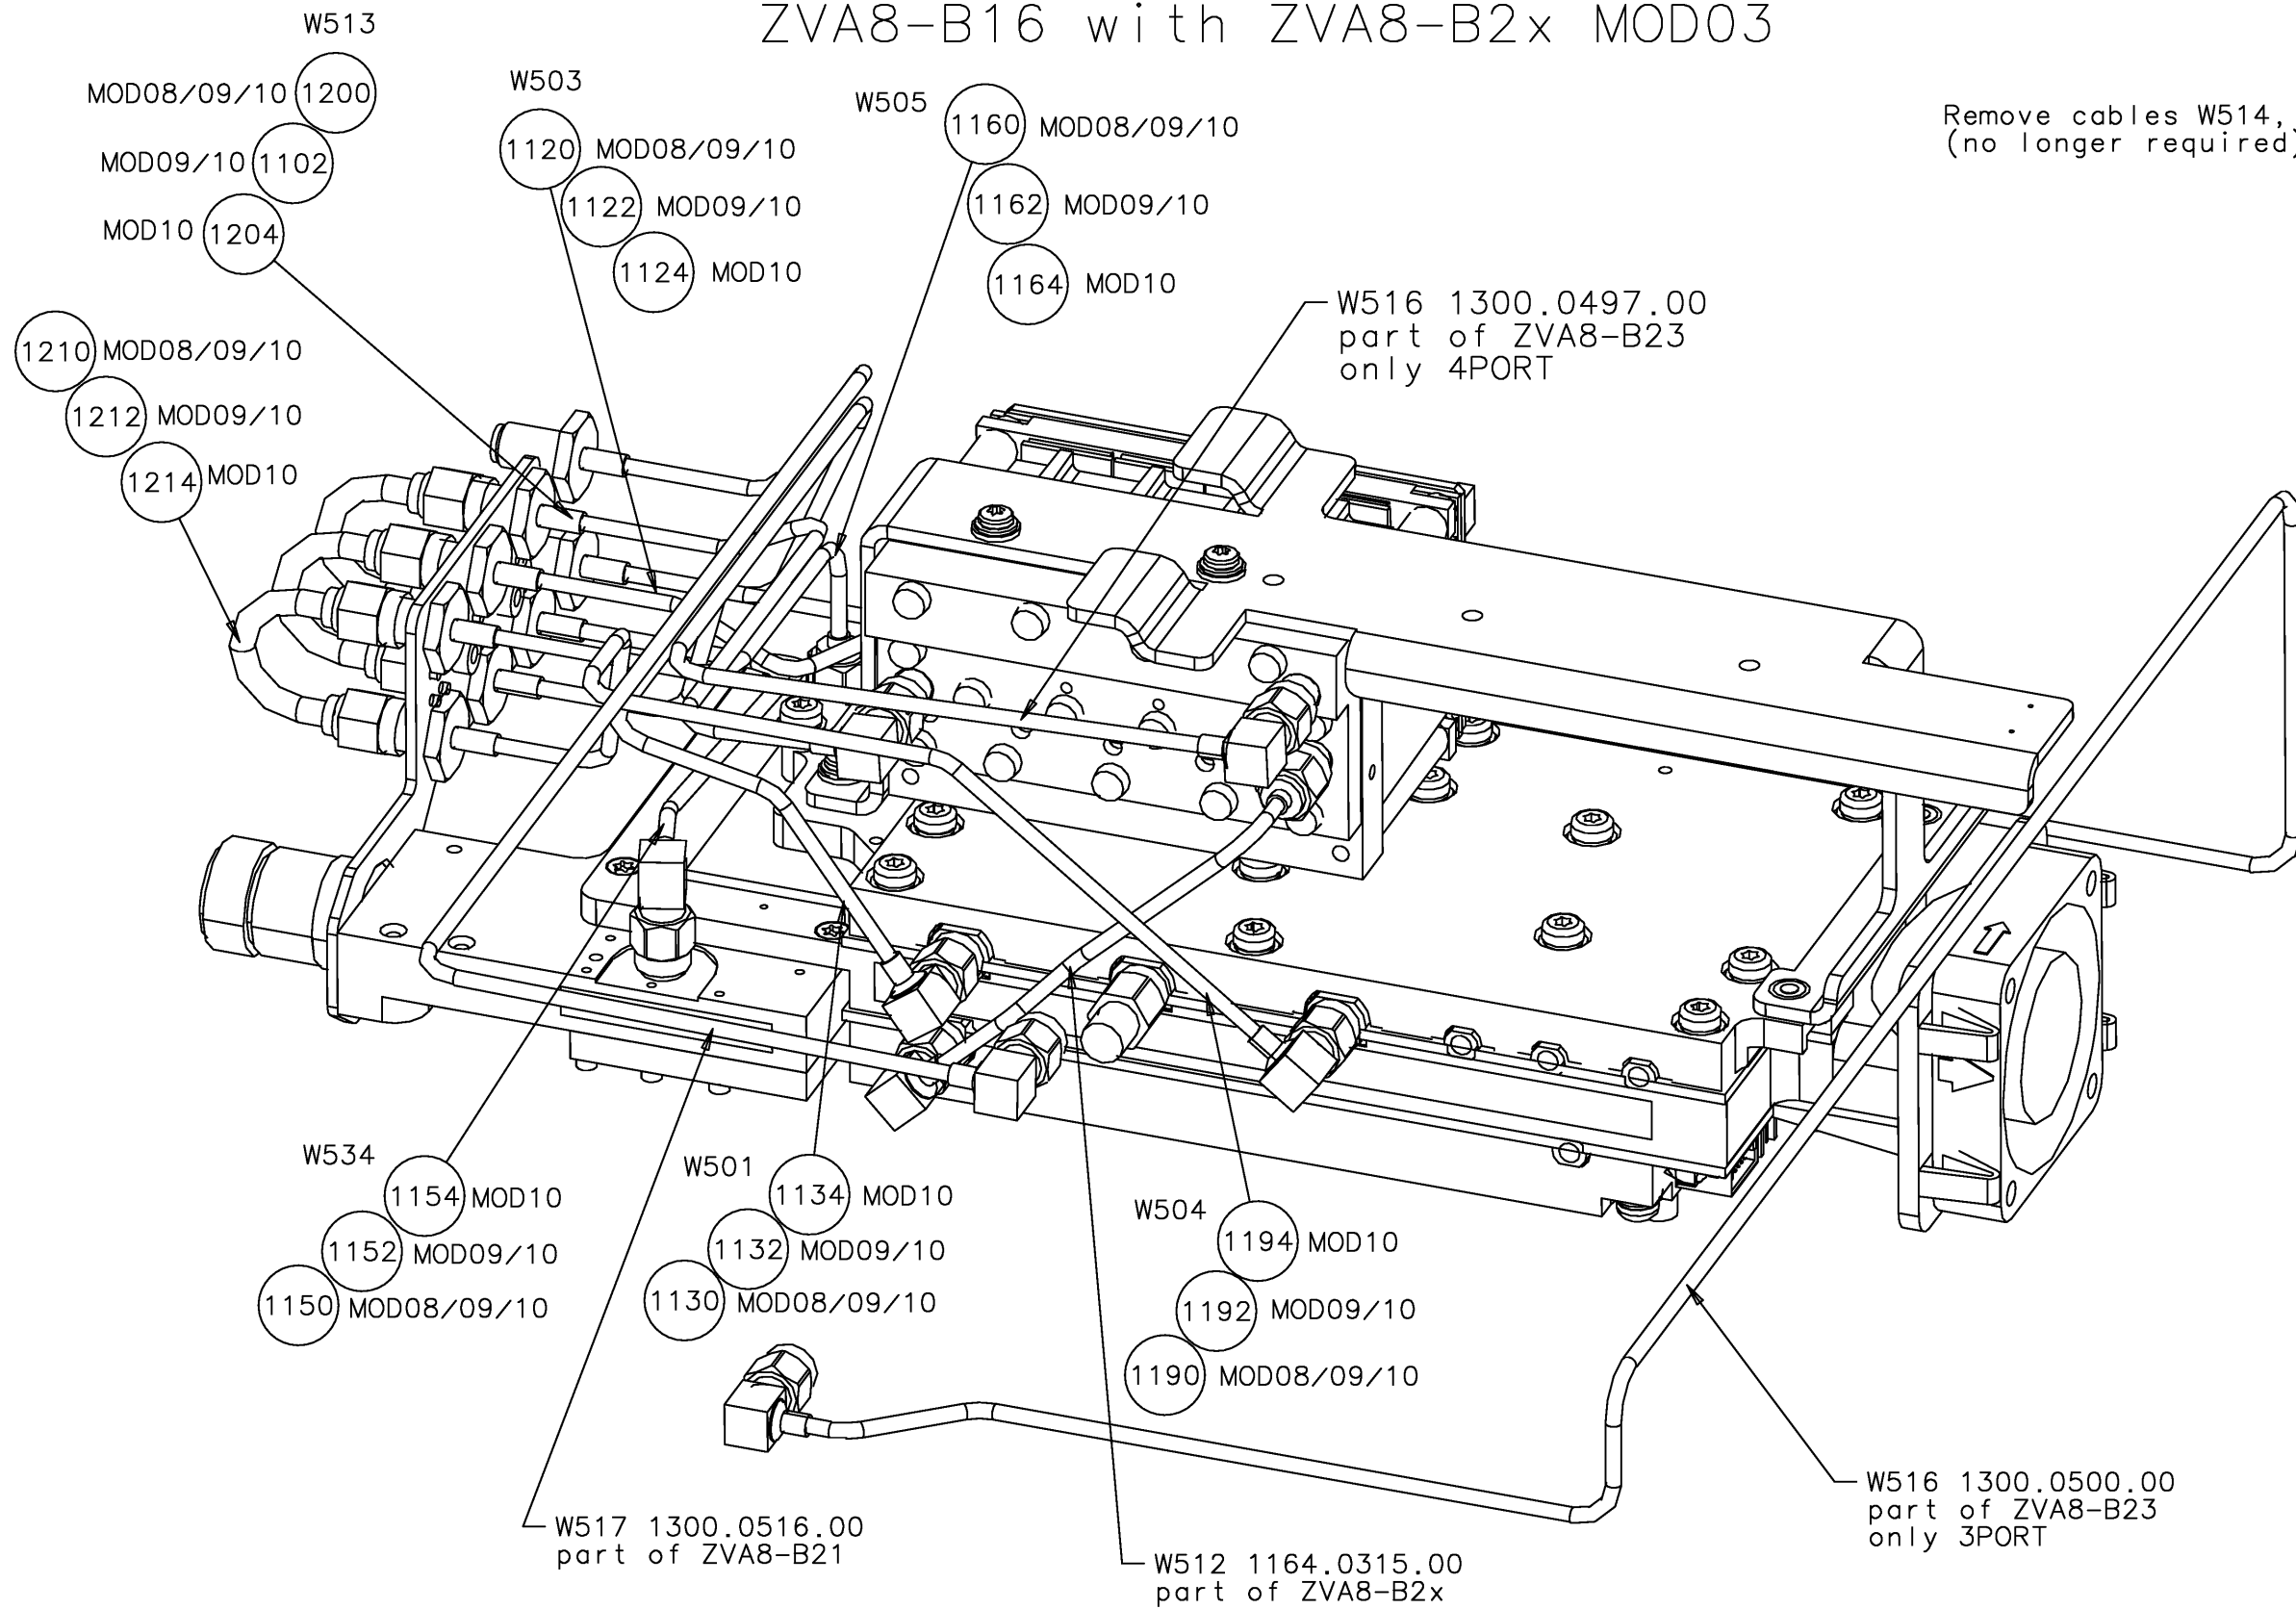 ZVA8-B16 with ZVA8-B2x MOD03
W513
MOD08/09/10 1200
MOD09/10 1102
MOD10 1204
W503
1120 MOD08/09/10
1122 MOD09/10
1124 MOD10
W505 1160 MOD08/09/10
1162 MOD09/10
1164 MOD10
Remove cables W514,
(no longer required)
W516 1300.0497.00
part of ZVA8-B23
only 4PORT
1210 MOD08/09/10
1212 MOD09/10
1214 MOD10
W534
1154 MOD10
1152 MOD09/10
1150 MOD08/09/10
W501
1134 MOD10
1132 MOD09/10
1130 MOD08/09/10
W504
1194 MOD10
1192 MOD09/10
1190 MOD08/09/10
W517 1300.0516.00
part of ZVA8-B21
W512 1164.0315.00
part of ZVA8-B2x
W516 1300.0500.00
part of ZVA8-B23
only 3PORT